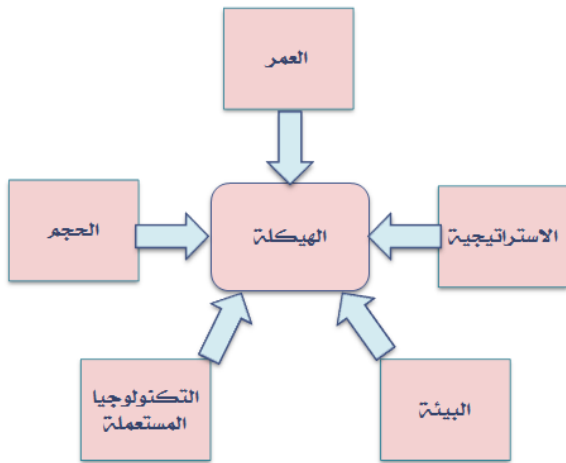 العمر
الاستراتيجية
الهيكلة
الحجم
البيئة
التكنولوجيا
المستعملة